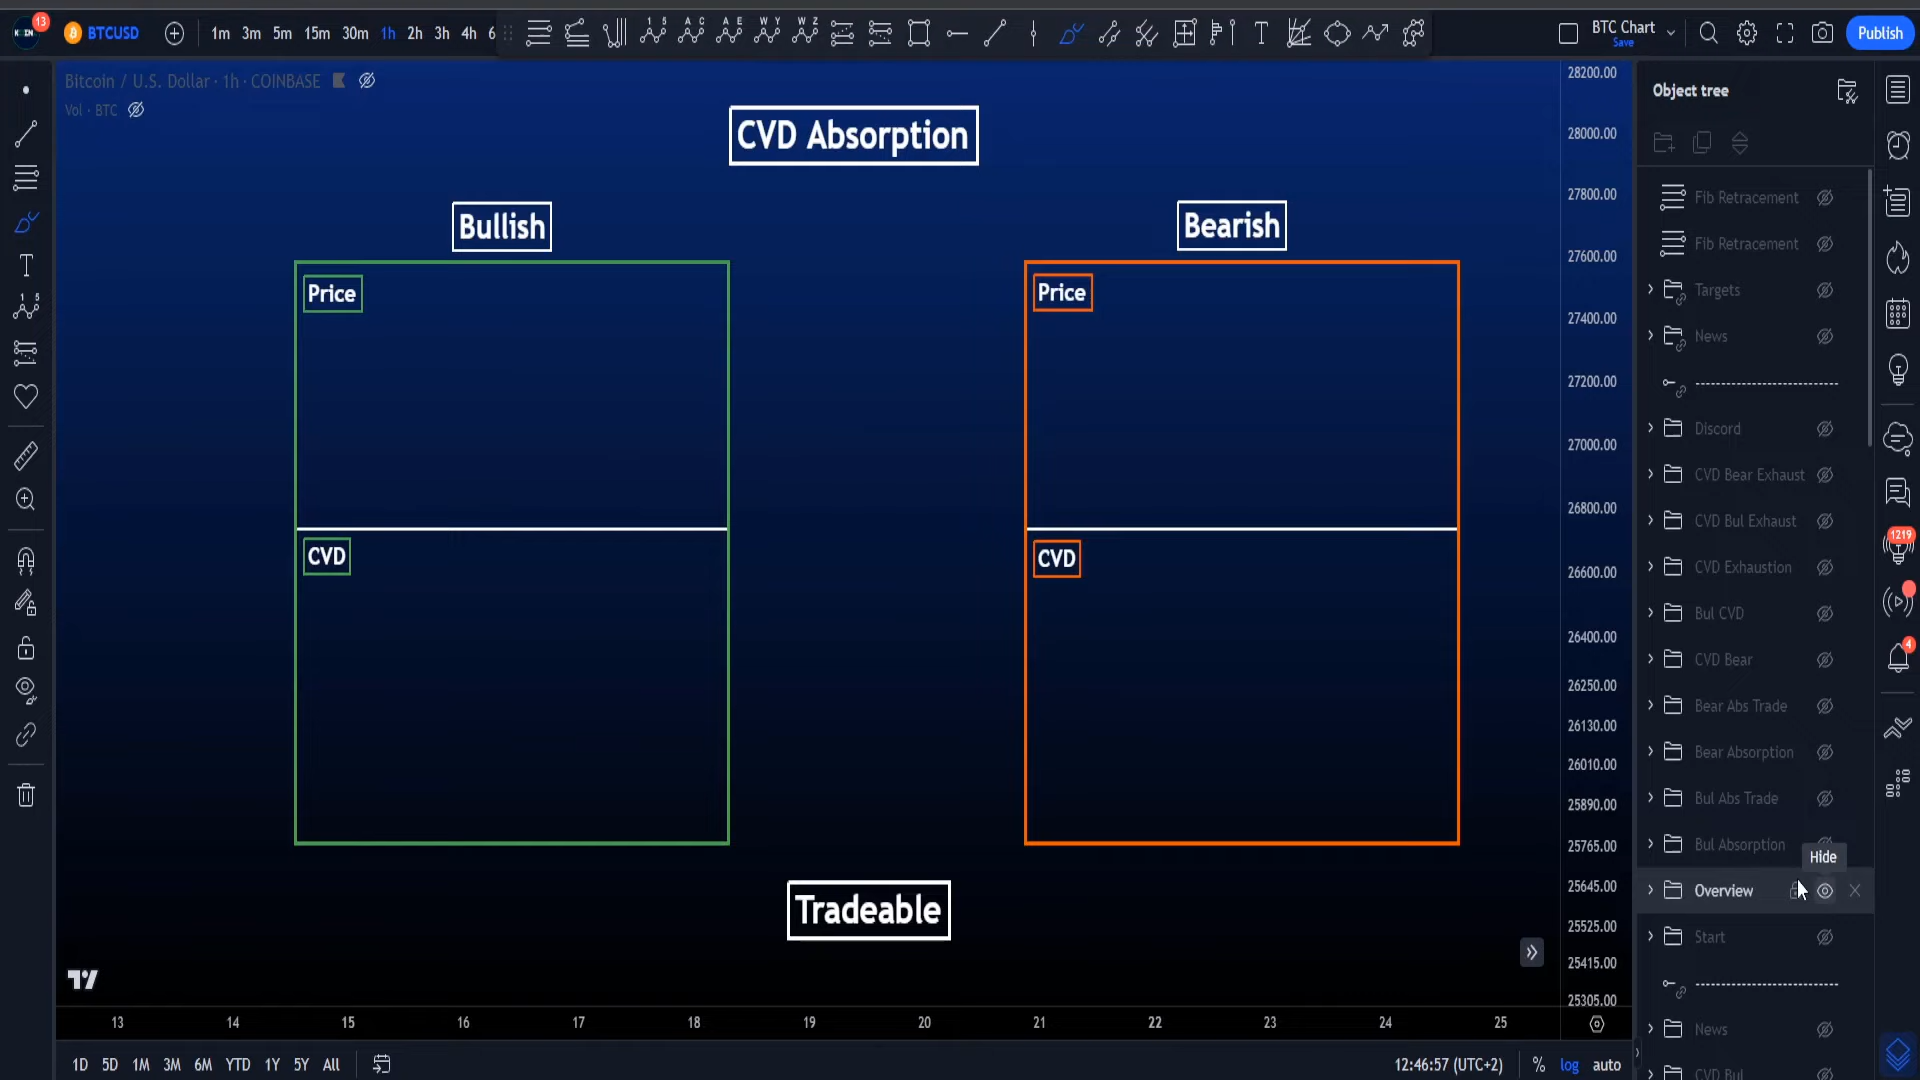 13
BTCUSD
1m 3m 5m 15m 30m 1h 2h 3h 4h 6
BTC Chart
Save
Publish
Bitcoin / U.S. Dollar · 1h · COINBASE
Vol · BTC
CVD Absorption
Bullish
Bearish
Price
Price
CVD
CVD
Tradeable
28200.00
28000.00
27800.00
27600.00
27400.00
27200.00
27000.00
26800.00
26600.00
26400.00
26250.00
26130.00
26010.00
25890.00
25765.00
25645.00
25525.00
25415.00
25305.00
13 14 15 16 17 18 19 20 21 22 23 24 25
1D 5D 1M 3M 6M YTD 1Y 5Y All
12:46:57 (UTC+2) % log auto
Object tree
Fib Retracement
Fib Retracement
Targets
News
--------------------------
Discord
CVD Bear Exhaust
CVD Bul Exhaust
CVD Exhaustion
Bul CVD
CVD Bear
Bear Abs Trade
Bear Absorption
Bul Abs Trade
Bul Absorption
Hide
Overview
Start
--------------------------
News
CVD Bul
1219
4